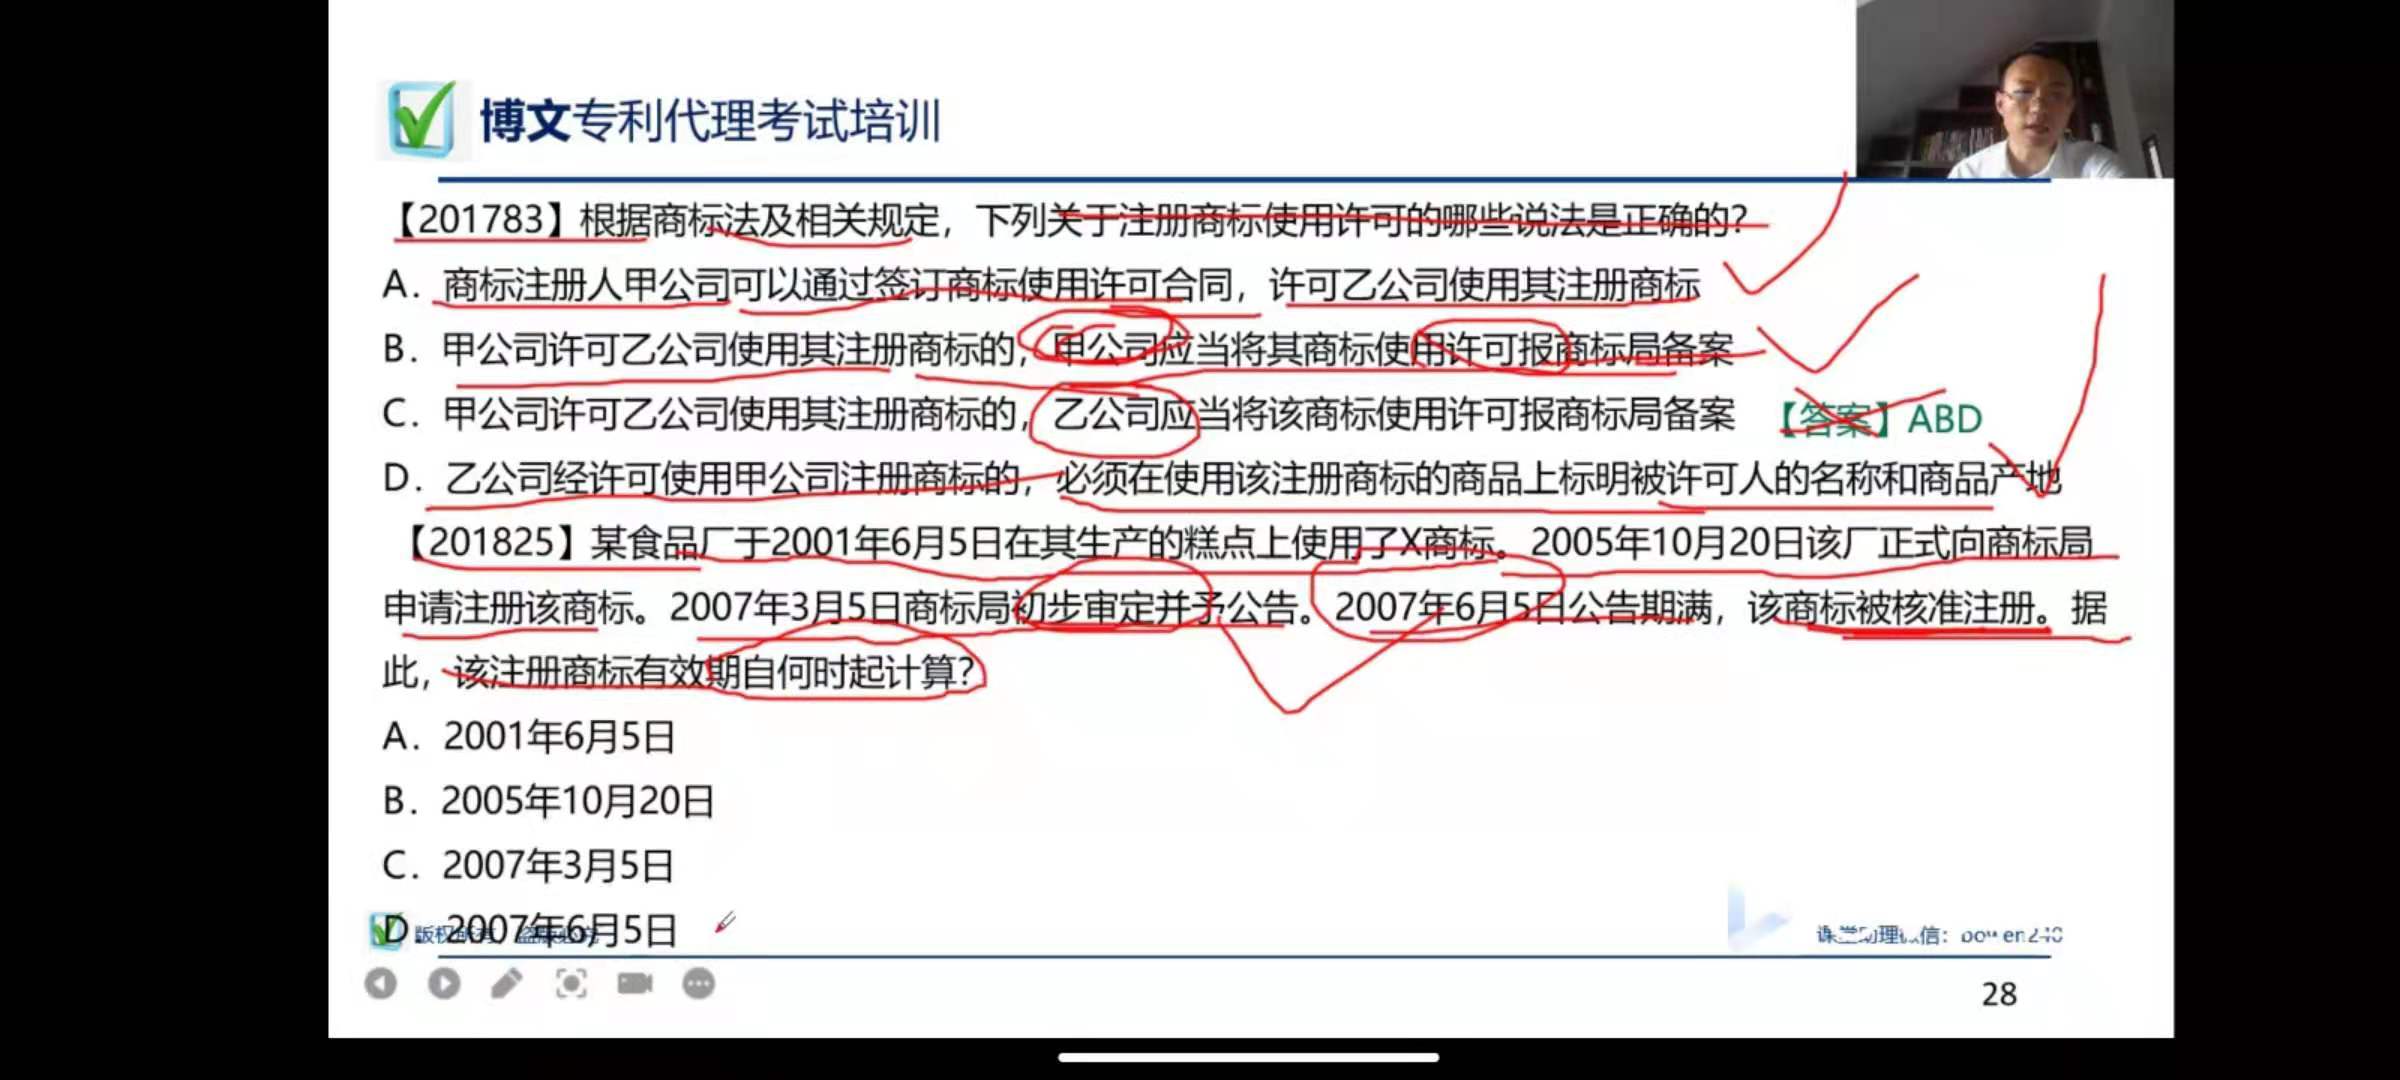 博文专利代理考试培训
【201783】根据商标法及相关规定，下列关于注册商标使用许可的哪些说法是正确的？
A．商标注册人甲公司可以通过签订商标使用许可合同，许可乙公司使用其注册商标
B．甲公司许可乙公司使用其注册商标的，甲公司应当将其商标使用许可报商标局备案
C．甲公司许可乙公司使用其注册商标的，乙公司应当将该商标使用许可报商标局备案 【答案】ABD
D．乙公司经许可使用甲公司注册商标的，必须在使用该注册商标的商品上标明被许可人的名称和商品产地
【201825】某食品厂于2001年6月5日在其生产的糕点上使用了X商标。2005年10月20日该厂正式向商标局
申请注册该商标。2007年3月5日商标局初步审定并予公告。2007年6月5日公告期满，该商标被核准注册。据
此，该注册商标有效期自何时起计算？
A．2001年6月5日
B．2005年10月20日
C．2007年3月5日
D．2007年6月5日
版权所有 盗版必究
课堂助理微信：bowen240
28